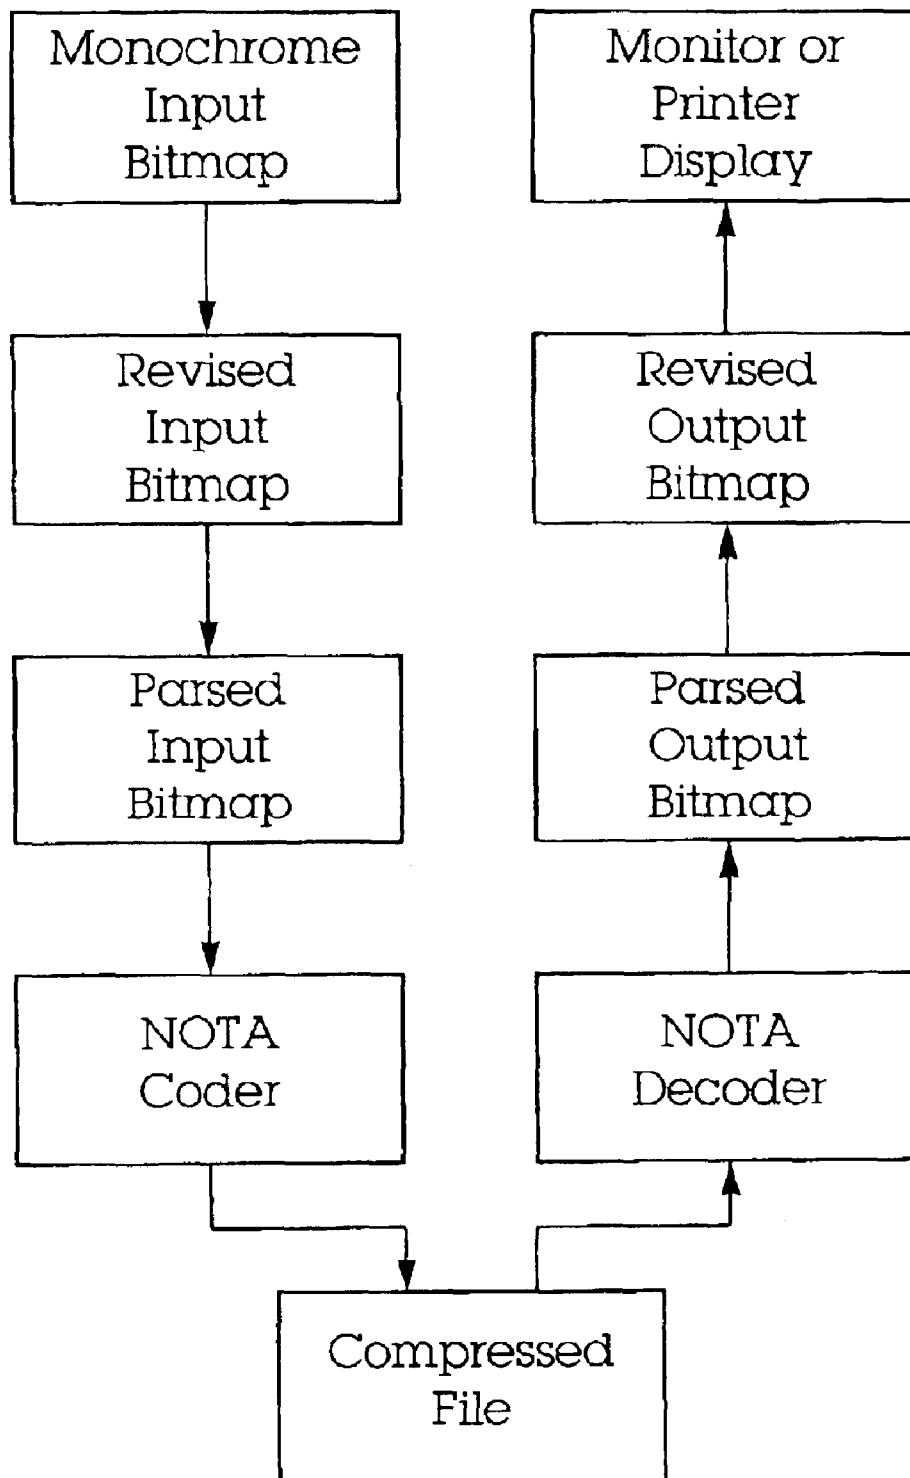 Monochrome
Input
Bitmap
Revised
Input
Bitmap
Parsed
Input
Bitmap
NOTA
Coder
Compressed
File
NOTA
Decoder
Parsed
Output
Bitmap
Revised
Output
Bitmap
Monitor or
Printer
Display